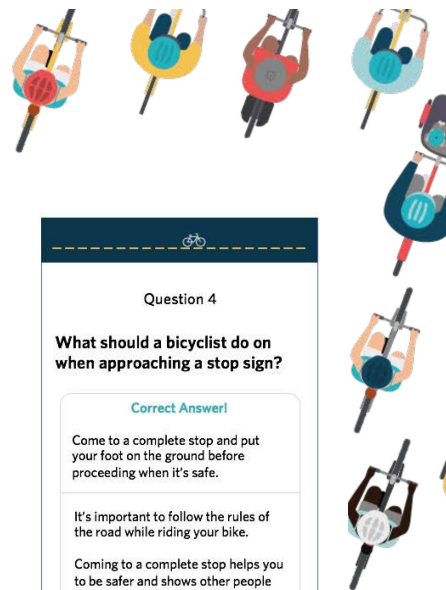 Question 4
What should a bicyclist do on
when approaching a stop sign?
Correct Answer!
Come to a complete stop and put
your foot on the ground before
proceeding when it's safe.
It's important to follow the rules of
the road while riding your bike.
Coming to a complete stop helps you
to be safer and shows other people